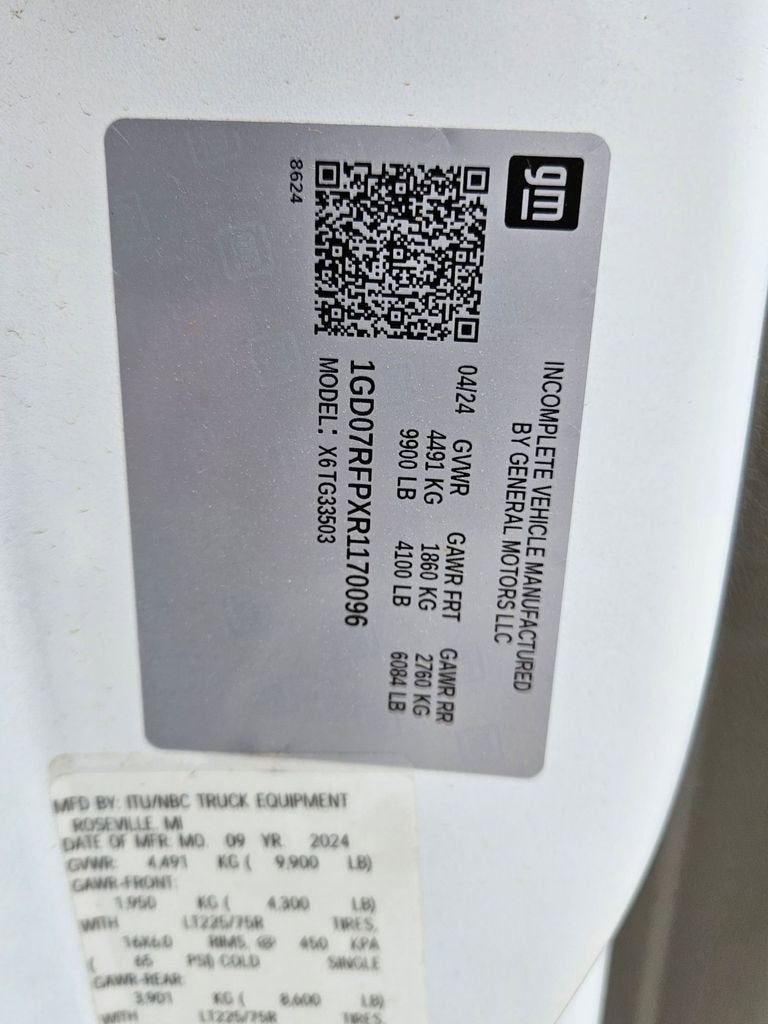 gm
INCOMPLETE VEHICLE MANUFACTURED
BY GENERAL MOTORS LLC
04/24 GVWR GAWR FRT GAWR RR
4491 KG 1860 KG 2760 KG
9900 LB 4100 LB 6084 LB
1GD07RFPXR1170096
MODEL: X6TG33503
8624
MFD BY: ITU/NBC TRUCK EQUIPMENT
ROSEVILLE, MI
DATE OF MFR: MO. 09 YR. 2024
GVWR: 4,491 KG ( 9,900 LB)
GAWR-FRONT:
1,950 KG ( 4,300 LB)
WITH LT225/75R TIRES,
16X6.0 RIMS, @ 450 KPA
( 65 PSI) COLD SINGLE
GAWR-REAR:
3,901 KG ( 8,600 LB)
WITH LT225/75R TIRES,